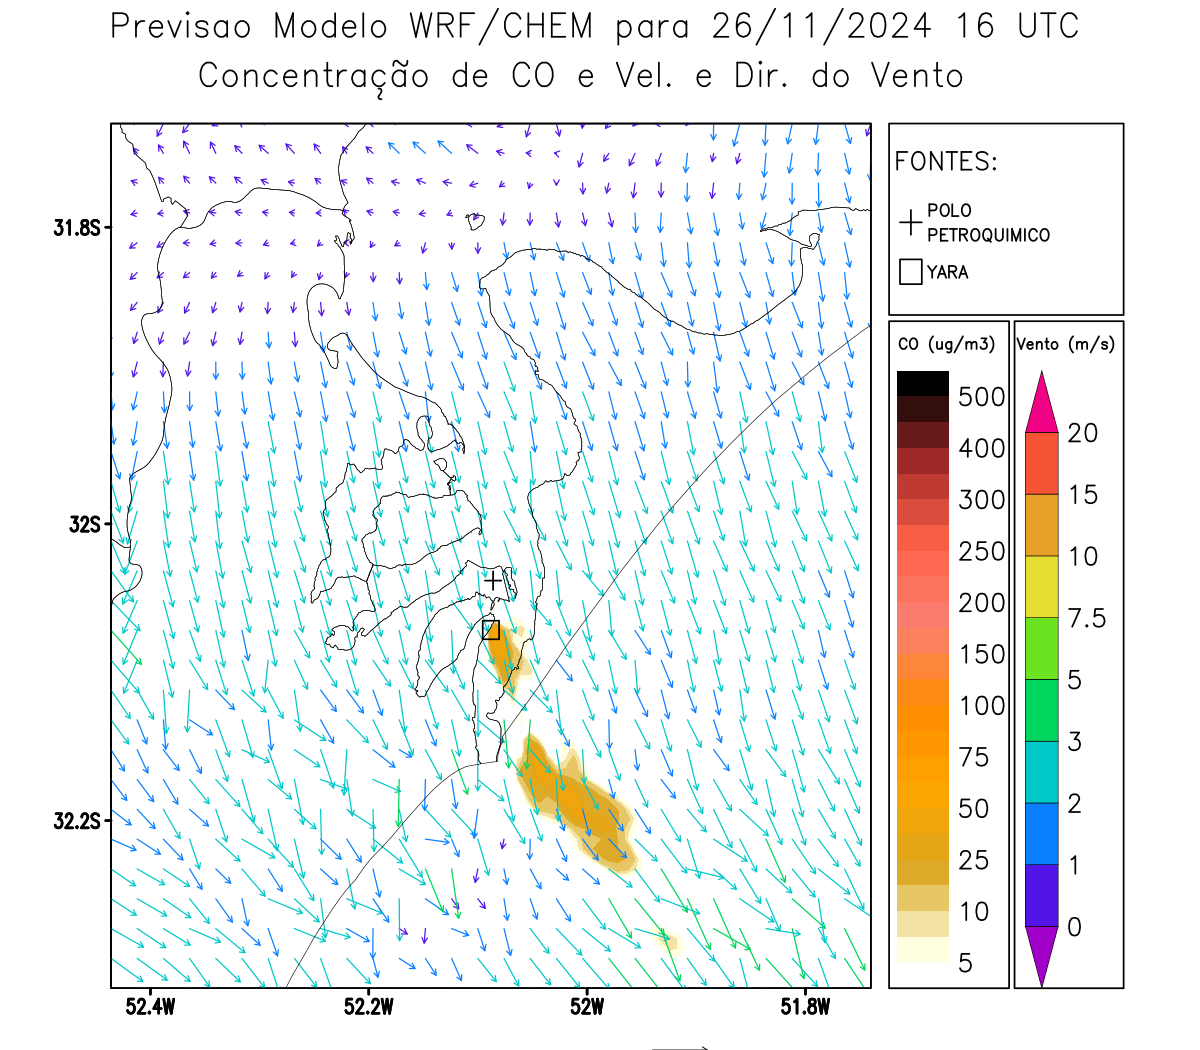 Previsao Modelo WRF/CHEM para 26/11/2024 16 UTC
Concentração de CO e Vel. e Dir. do Vento
FONTES:
POLO
PETROQUIMICO
YARA
CO (ug/m3)
500
400
300
250
200
150
100
75
50
25
10
5
Vento (m/s)
20
15
10
7.5
5
3
2
1
0
31.8S
32S
32.2S
52.4W
52.2W
52W
51.8W